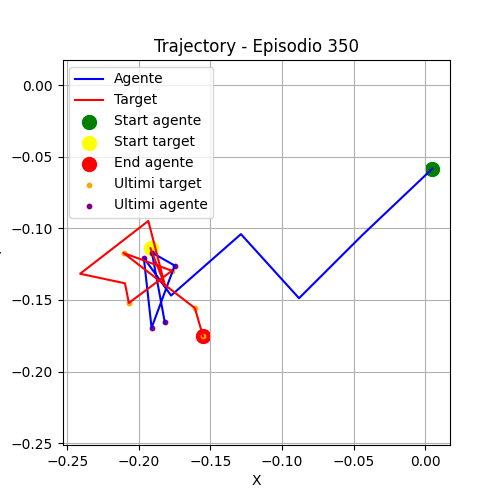 Trajectory - Episodio 350
Agente
Target
Start agente
Start target
End agente
Ultimi target
Ultimi agente
0.00
−0.05
−0.10
−0.15
−0.20
−0.25
−0.25
−0.20
−0.15
−0.10
−0.05
0.00
X